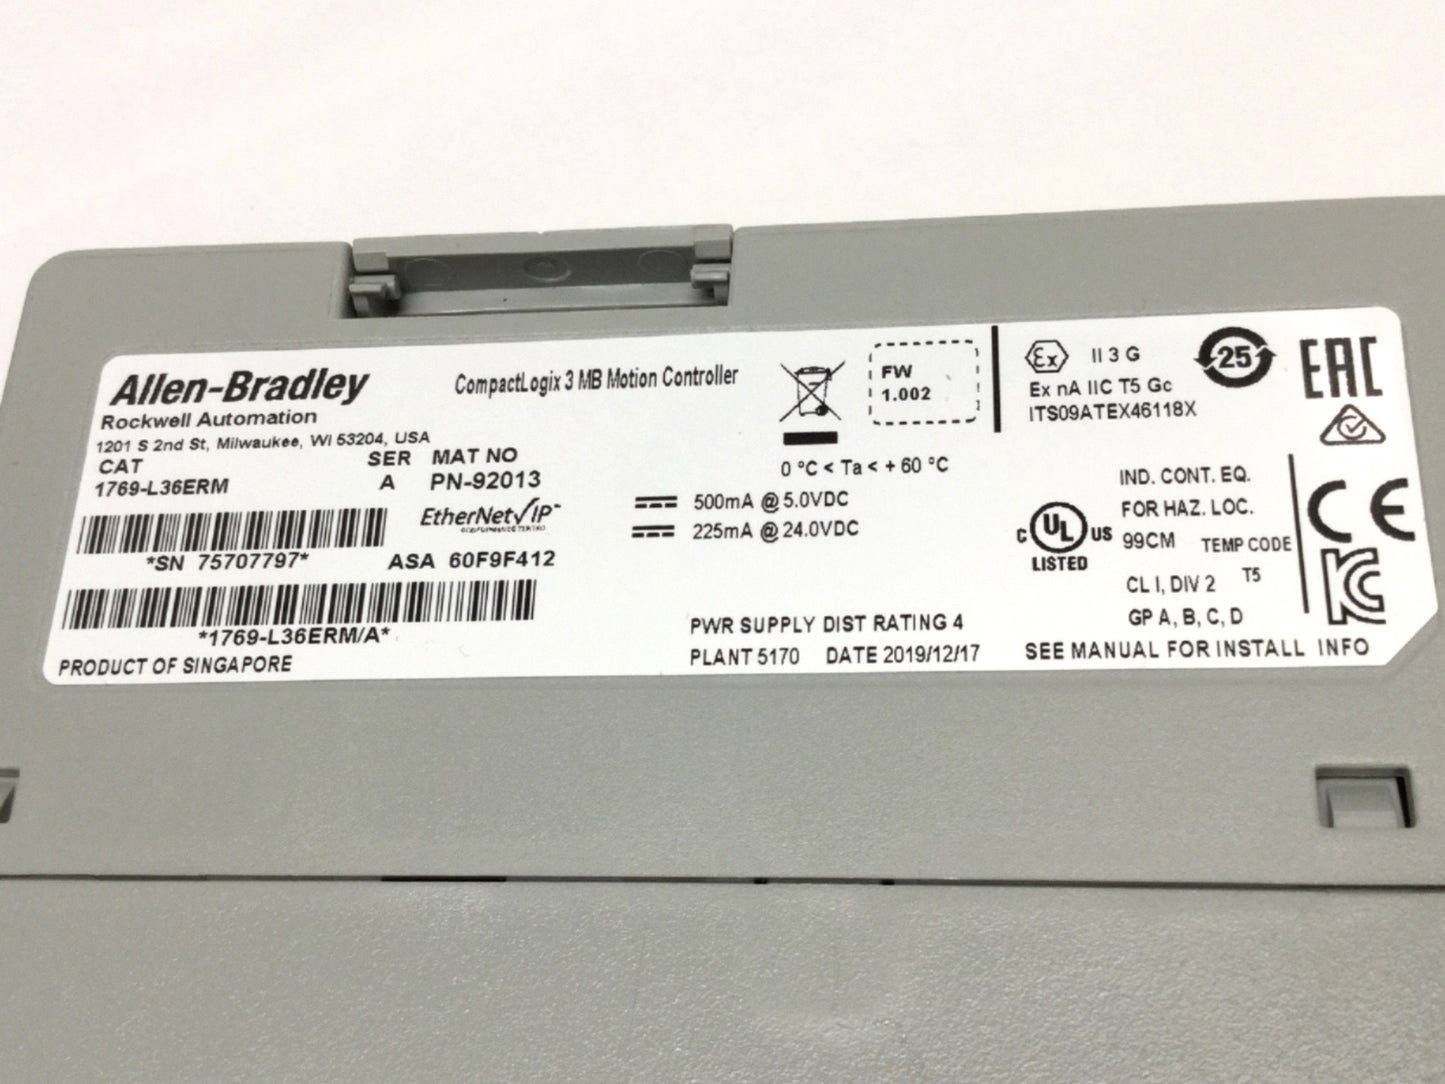 Allen-Bradley
Rockwell Automation
1201 S 2nd St, Milwaukee, WI 53204, USA
CAT SER MAT NO
1769-L36ERM A PN-92013
EtherNet/IP
*SN 75707797* ASA 60F9F412
*1769-L36ERM/A*
PRODUCT OF SINGAPORE
CompactLogix 3 MB Motion Controller
FW
1.002
0 °C < Ta < + 60 °C
500mA @ 5.0VDC
225mA @ 24.0VDC
PWR SUPPLY DIST RATING 4
PLANT 5170 DATE 2019/12/17
Ex II 3 G
Ex nA IIC T5 Gc
ITS09ATEX46118X
25
EAC
IND. CONT. EQ.
FOR HAZ. LOC.
C UL US 99CM TEMP CODE
LISTED
CL I, DIV 2 T5
GP A, B, C, D
CE
KC
SEE MANUAL FOR INSTALL INFO